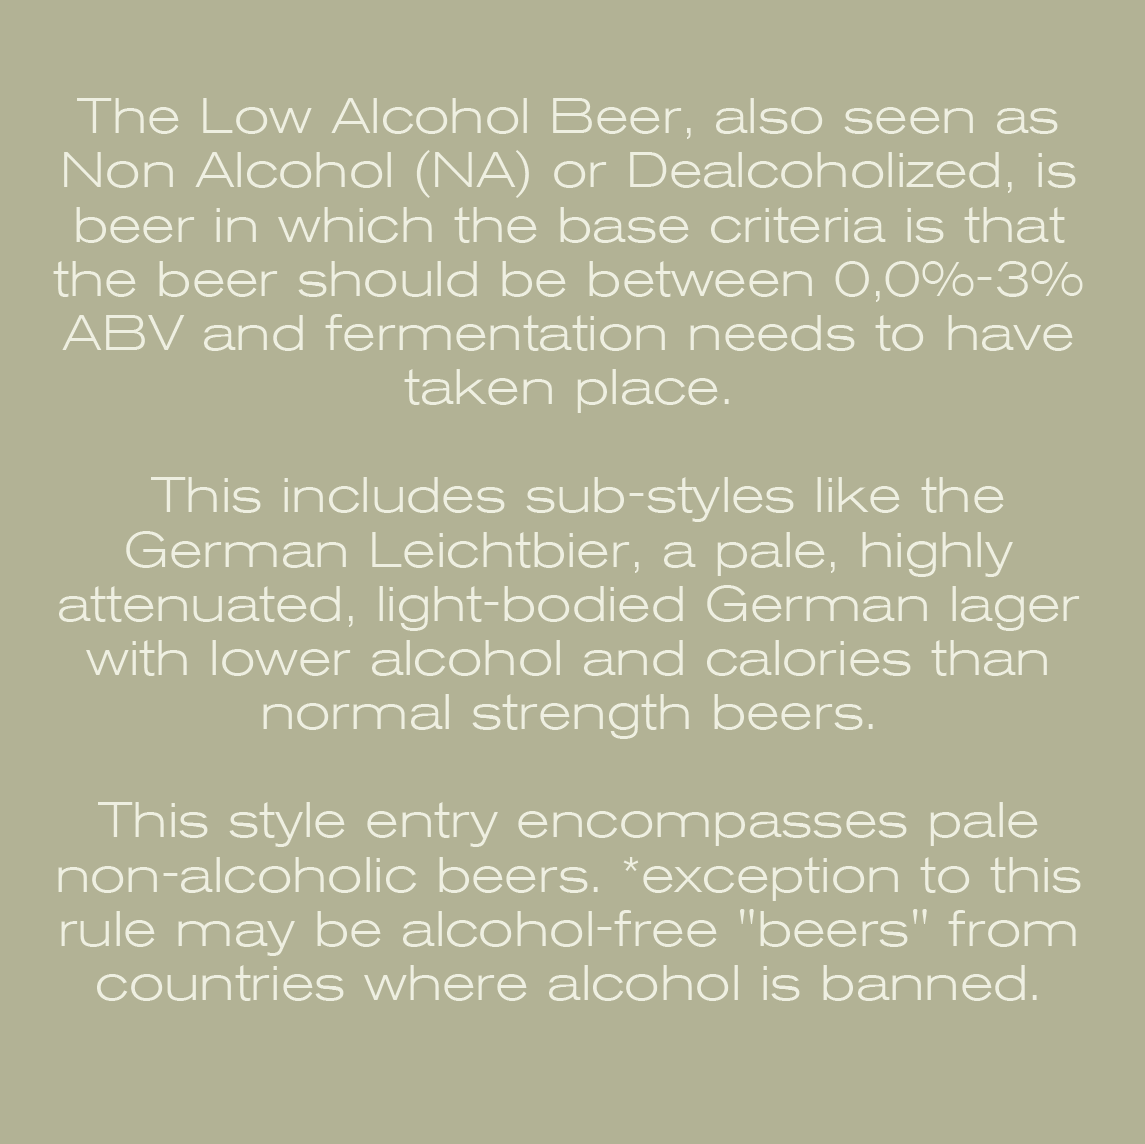 The Low Alcohol Beer, also seen as
Non Alcohol (NA) or Dealcoholized, is
beer in which the base criteria is that
the beer should be between 0,0%-3%
ABV and fermentation needs to have
taken place.
This includes sub-styles like the
German Leichtbier, a pale, highly
attenuated, light-bodied German lager
with lower alcohol and calories than
normal strength beers.
This style entry encompasses pale
non-alcoholic beers. *exception to this
rule may be alcohol-free "beers" from
countries where alcohol is banned.